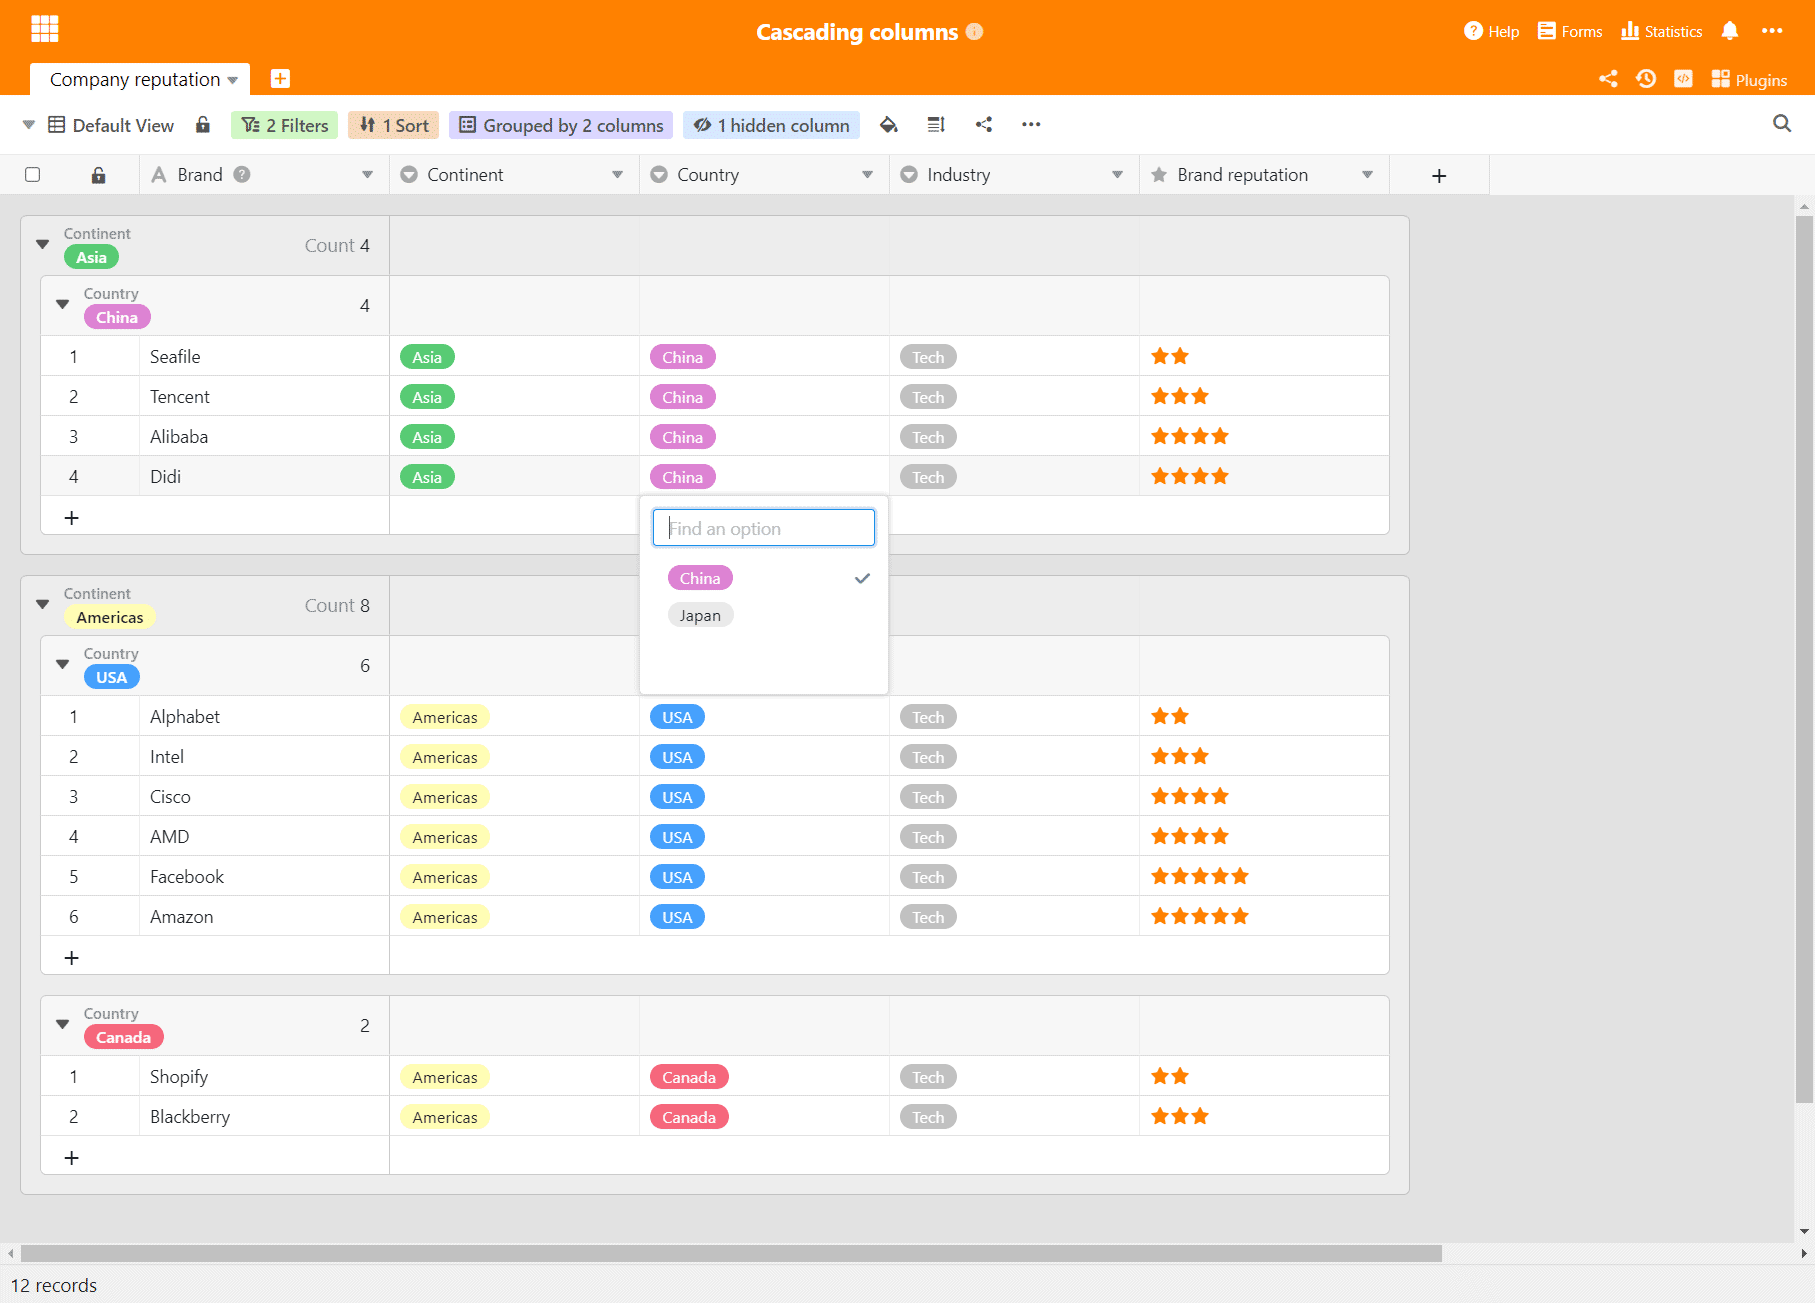 Cascading columns
Help Forms Statistics
Company reputation
Plugins
Default View 2 Filters 1 Sort Grouped by 2 columns 1 hidden column
Brand Continent Country Industry Brand reputation
Continent
Asia Count 4
Country
China 4
1 Seafile Asia China Tech
2 Tencent Asia China Tech
3 Alibaba Asia China Tech
4 Didi Asia China Tech
Find an option
China
Japan
Continent
Americas Count 8
Country
USA 6
1 Alphabet Americas USA Tech
2 Intel Americas USA Tech
3 Cisco Americas USA Tech
4 AMD Americas USA Tech
5 Facebook Americas USA Tech
6 Amazon Americas USA Tech
Country
Canada 2
1 Shopify Americas Canada Tech
2 Blackberry Americas Canada Tech
12 records